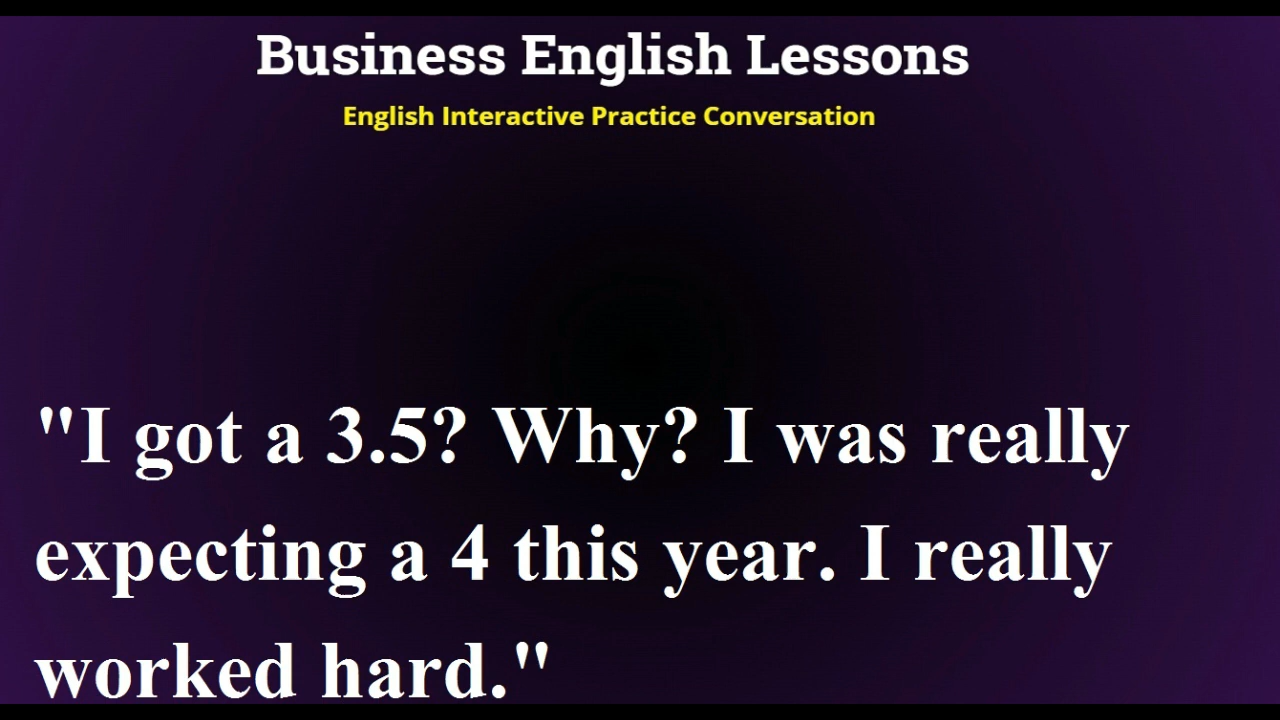 Business English Lessons
English Interactive Practice Conversation
"I got a 3.5? Why? I was really
expecting a 4 this year. I really
worked hard."